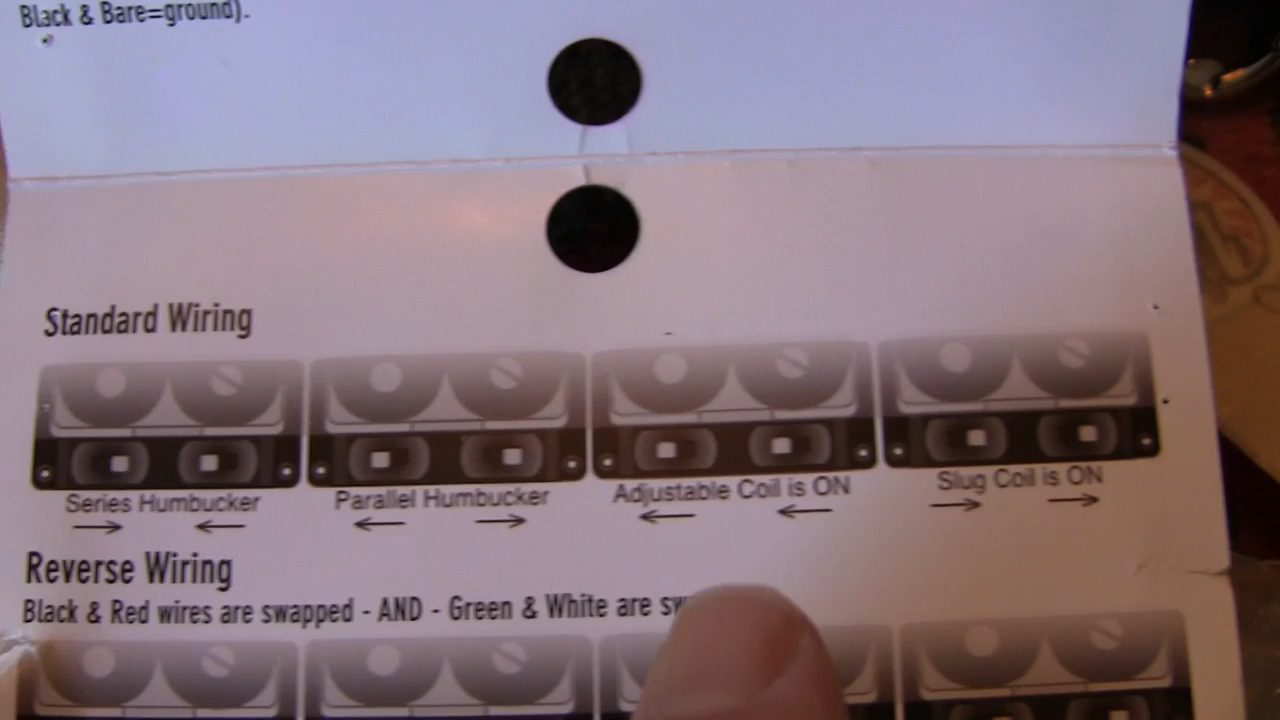 Black & Bare=ground).
Standard Wiring
Series Humbucker
Parallel Humbucker
Adjustable Coil is ON
Slug Coil is ON
Reverse Wiring
Black & Red wires are swapped - AND - Green & White are